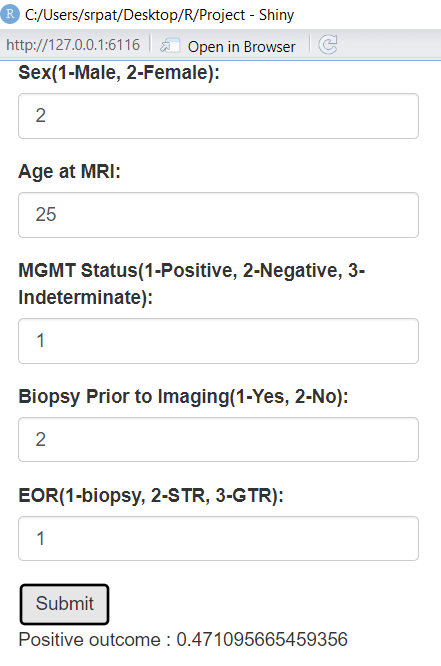 R C:/Users/srpat/Desktop/R/Project - Shiny
http://127.0.0.1:6116 Open in Browser
Sex(1-Male, 2-Female):
2
Age at MRI:
25
MGMT Status(1-Positive, 2-Negative, 3-
Indeterminate):
1
Biopsy Prior to Imaging(1-Yes, 2-No):
2
EOR(1-biopsy, 2-STR, 3-GTR):
1
Submit
Positive outcome : 0.471095665459356